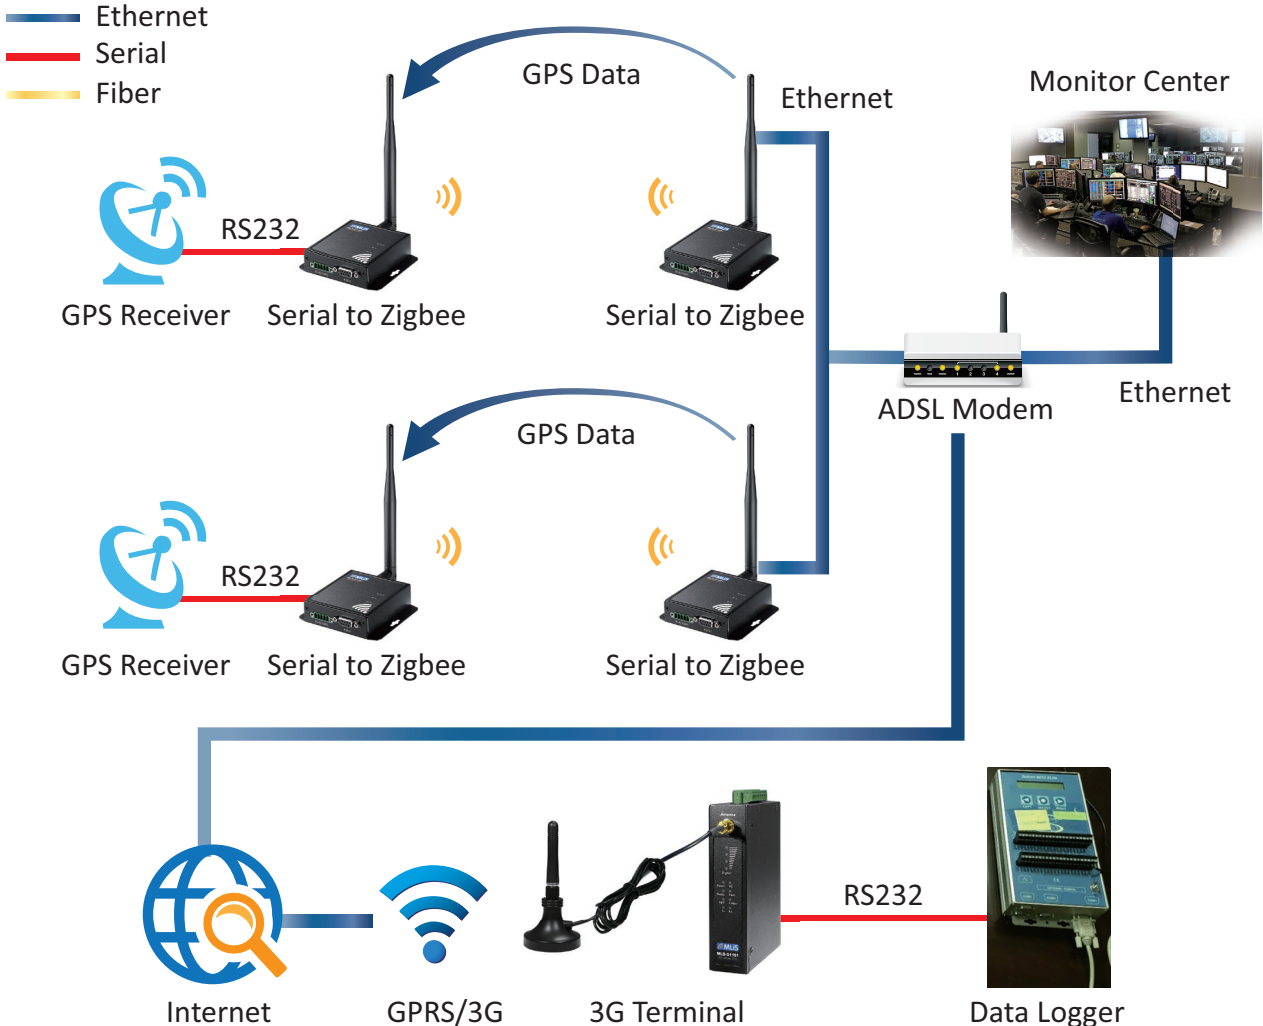 Ethernet
Serial
Fiber
GPS Data
Ethernet
Monitor Center
RS232
GPS Receiver
Serial to Zigbee
Serial to Zigbee
ADSL Modem
Ethernet
GPS Data
RS232
GPS Receiver
Serial to Zigbee
Serial to Zigbee
RS232
MLiS
Internet
GPRS/3G
3G Terminal
Data Logger